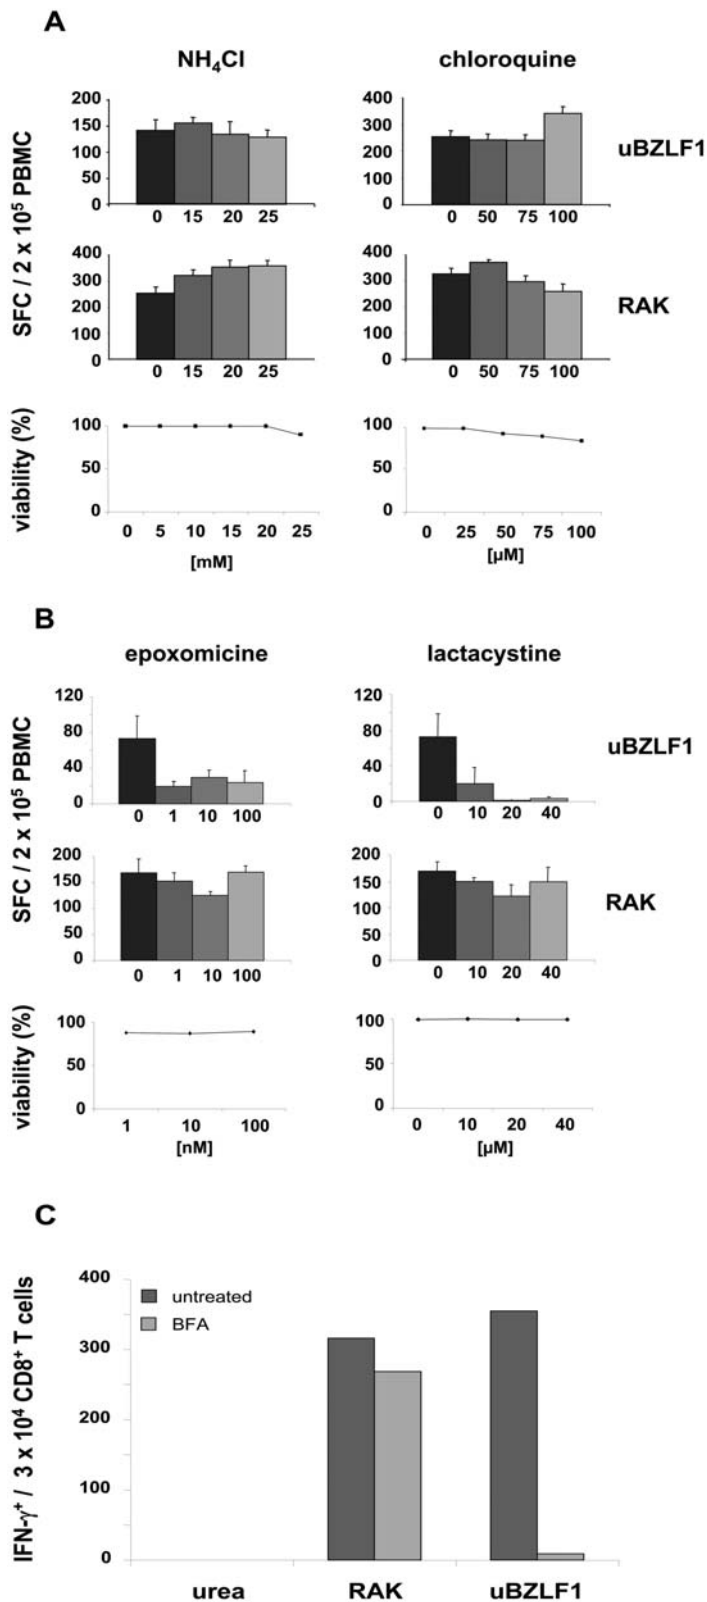 A
NH4Cl chloroquine
SFC / 2 x 10⁵ PBMC
200 150 100 50 0
0 15 20 25
400 300 200 100 0
0 50 75 100
uBZLF1
400 300 200 100 0
0 15 20 25
400 300 200 100 0
0 50 75 100
RAK
viability (%)
100 50 0
0 5 10 15 20 25
[mM]
100 50 0
0 25 50 75 100
[µM]
B
epoxomicine lactacystine
SFC / 2 x 10⁵ PBMC
120 80 40 0
0 1 10 100
120 80 40 0
0 10 20 40
uBZLF1
200 150 100 50 0
0 1 10 100
200 150 100 50 0
0 10 20 40
RAK
viability (%)
100 50 0
1 10 100
[nM]
100 50 0
0 10 20 40
[µM]
C
IFN-γ⁺ / 3 x 10⁴ CD8⁺ T cells
400 300 200 100 0
untreated
BFA
urea RAK uBZLF1